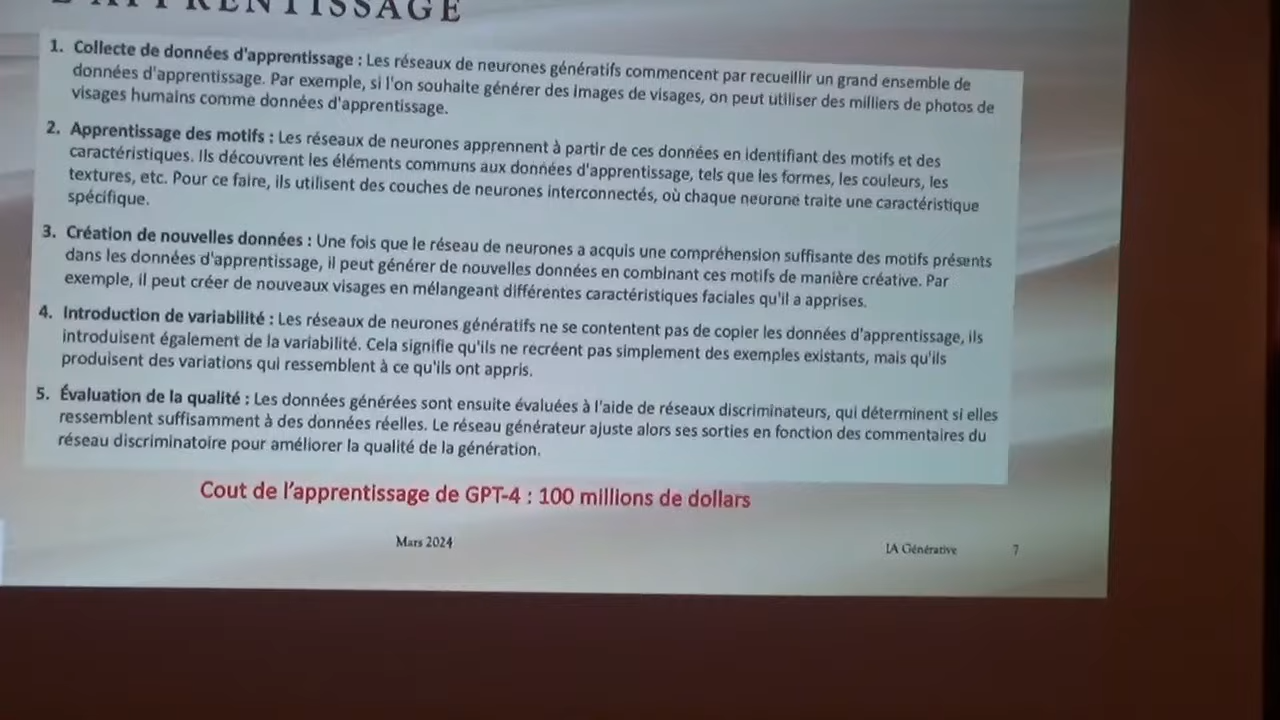 L'APPRENTISSAGE
1. Collecte de données d'apprentissage : Les réseaux de neurones génératifs commencent par recueillir un grand ensemble de
données d'apprentissage. Par exemple, si l'on souhaite générer des images de visages, on peut utiliser des milliers de photos de
visages humains comme données d'apprentissage.
2. Apprentissage des motifs : Les réseaux de neurones apprennent à partir de ces données en identifiant des motifs et des
caractéristiques. Ils découvrent les éléments communs aux données d'apprentissage, tels que les formes, les couleurs, les
textures, etc. Pour ce faire, ils utilisent des couches de neurones interconnectés, où chaque neurone traite une caractéristique
spécifique.
3. Création de nouvelles données : Une fois que le réseau de neurones a acquis une compréhension suffisante des motifs présents
dans les données d'apprentissage, il peut générer de nouvelles données en combinant ces motifs de manière créative. Par
exemple, il peut créer de nouveaux visages en mélangeant différentes caractéristiques faciales qu'il a apprises.
4. Introduction de variabilité : Les réseaux de neurones génératifs ne se contentent pas de copier les données d'apprentissage, ils
introduisent également de la variabilité. Cela signifie qu'ils ne recréent pas simplement des exemples existants, mais qu'ils
produisent des variations qui ressemblent à ce qu'ils ont appris.
5. Évaluation de la qualité : Les données générées sont ensuite évaluées à l'aide de réseaux discriminateurs, qui déterminent si elles
ressemblent suffisamment à des données réelles. Le réseau générateur ajuste alors ses sorties en fonction des commentaires du
réseau discriminatoire pour améliorer la qualité de la génération.
Cout de l'apprentissage de GPT-4 : 100 millions de dollars
Mars 2024
IA Générative
7